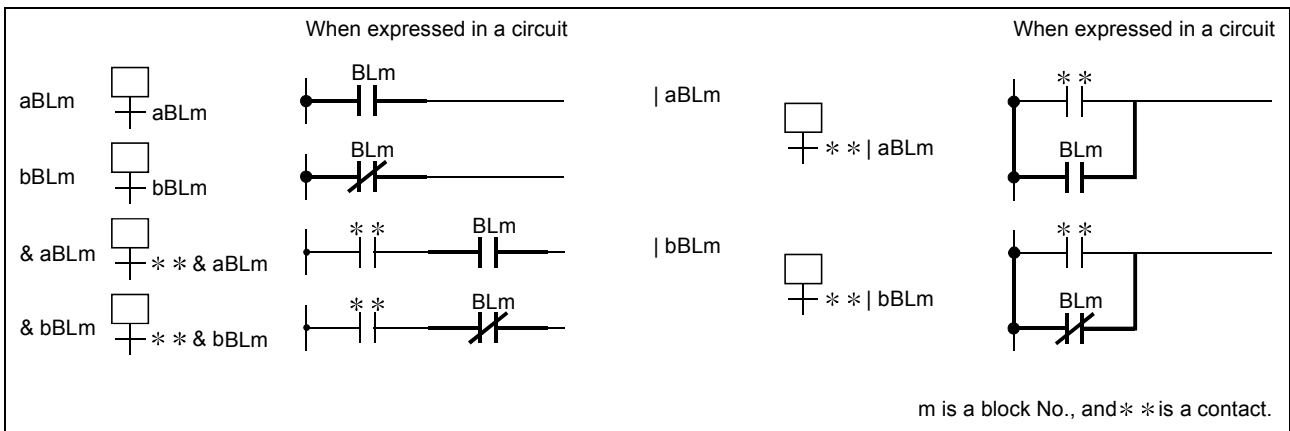 When expressed in a circuit
aBLm aBLm BLm
bBLm bBLm BLm
& aBLm ＊＊& aBLm ＊＊ BLm
& bBLm ＊＊& bBLm ＊＊ BLm
When expressed in a circuit
| aBLm ＊＊| aBLm ＊＊ BLm
| bBLm ＊＊| bBLm ＊＊ BLm
m is a block No., and＊＊is a contact.